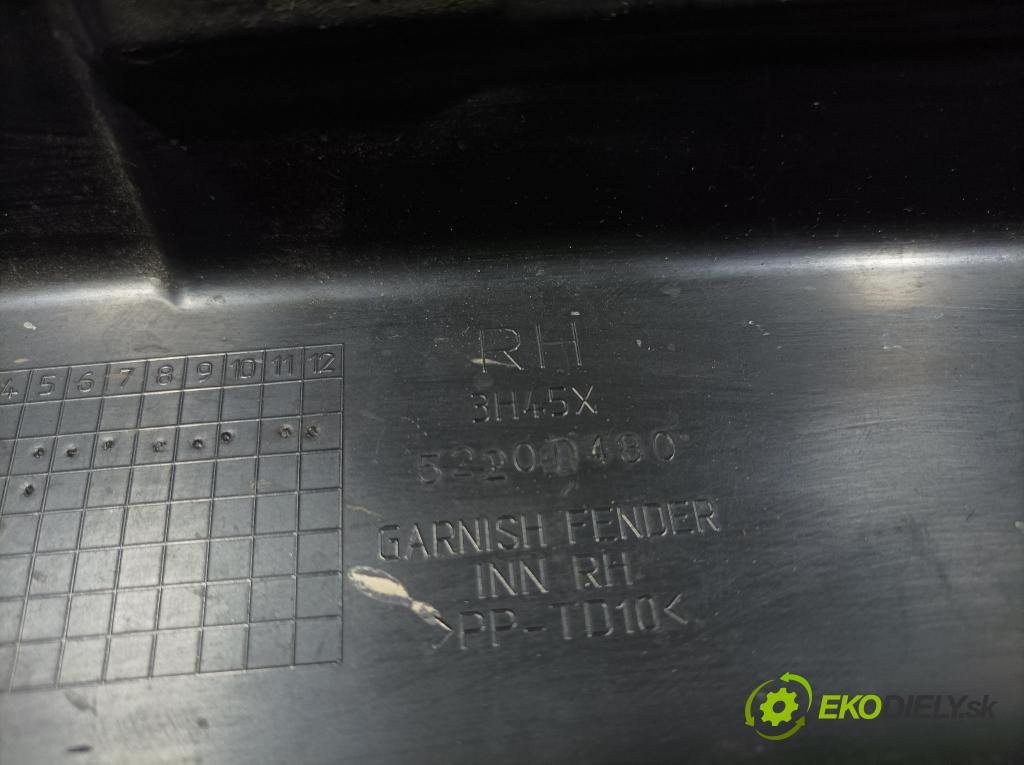 RH
4 5 6 7 8 9 10 11 12
3H45X
GARNISH FENDER
INN RH
>PP-TD10<
EKODIELY.sk